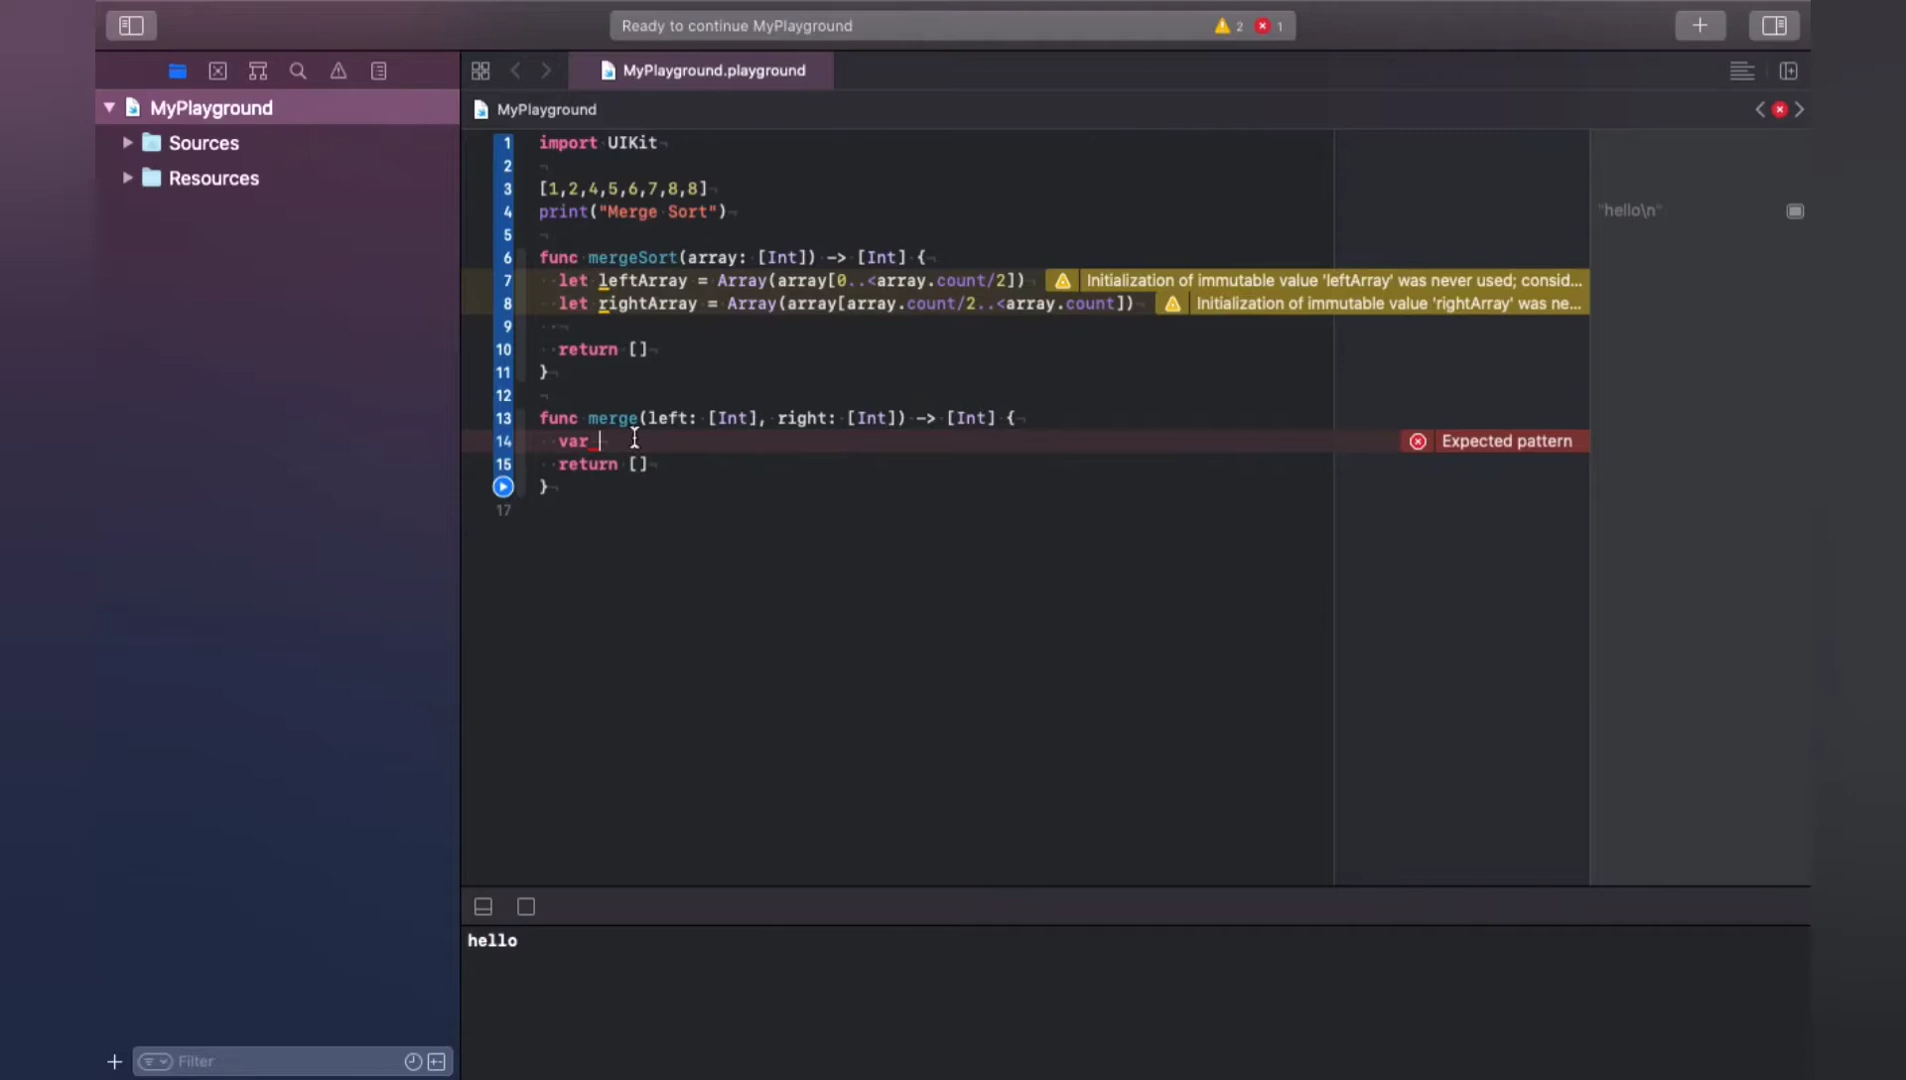 Ready to continue MyPlayground
2
1
MyPlayground.playground
MyPlayground
Sources
Resources
MyPlayground
1 import UIKit
2
3 [1,2,4,5,6,7,8,8]
4 print("Merge Sort")
"hello\n"
5
6 func mergeSort(array: [Int]) -> [Int] {
7 let leftArray = Array(array[0..<array.count/2]) Initialization of immutable value 'leftArray' was never used; consid...
8 let rightArray = Array(array[array.count/2..<array.count]) Initialization of immutable value 'rightArray' was ne...
9
10 return []
11 }
12
13 func merge(left: [Int], right: [Int]) -> [Int] {
14 var Expected pattern
15 return []
}
17
hello
Filter